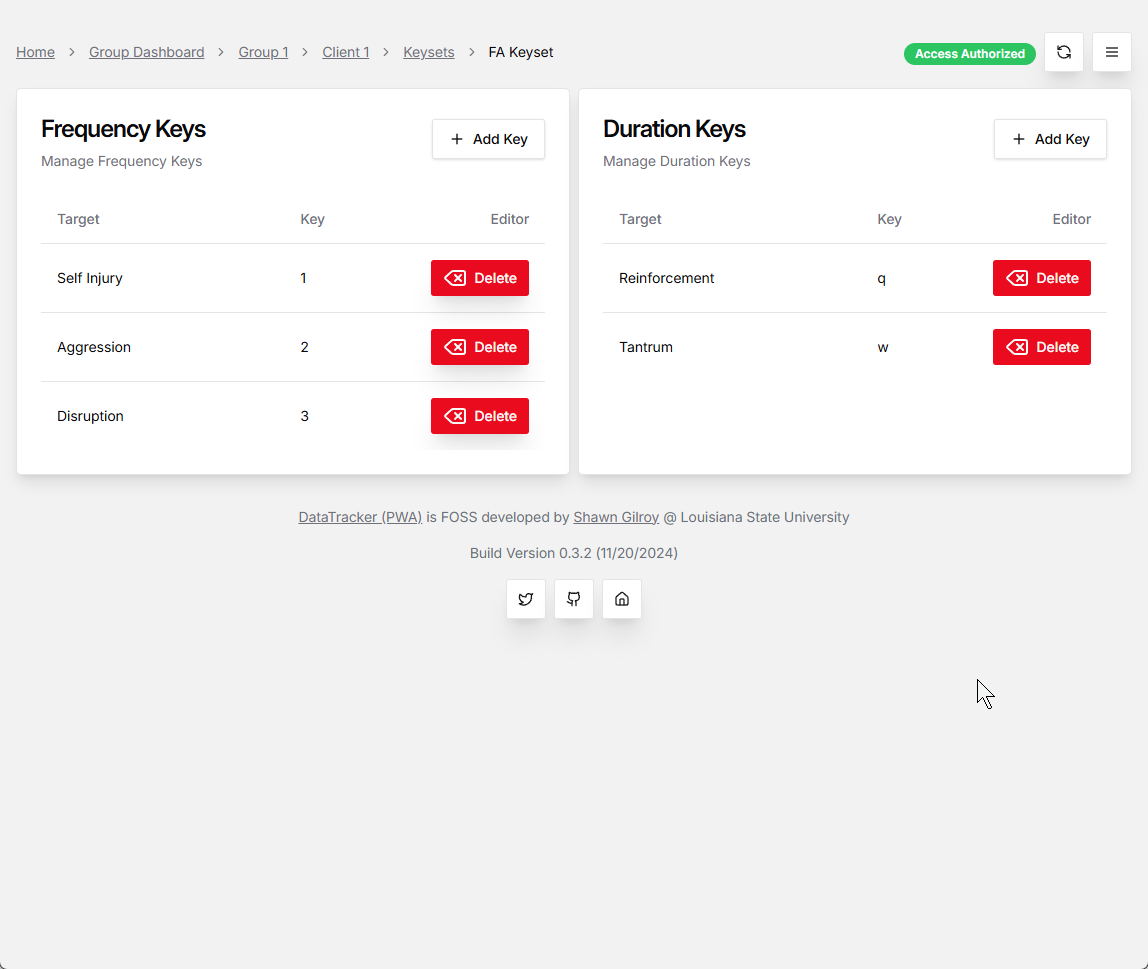 Home > Group Dashboard > Group 1 > Client 1 > Keysets > FA Keyset
Access Authorized
Frequency Keys
Manage Frequency Keys
+ Add Key
Target Key Editor
Self Injury 1 Delete
Aggression 2 Delete
Disruption 3 Delete
Duration Keys
Manage Duration Keys
+ Add Key
Target Key Editor
Reinforcement q Delete
Tantrum w Delete
DataTracker (PWA) is FOSS developed by Shawn Gilroy @ Louisiana State University
Build Version 0.3.2 (11/20/2024)